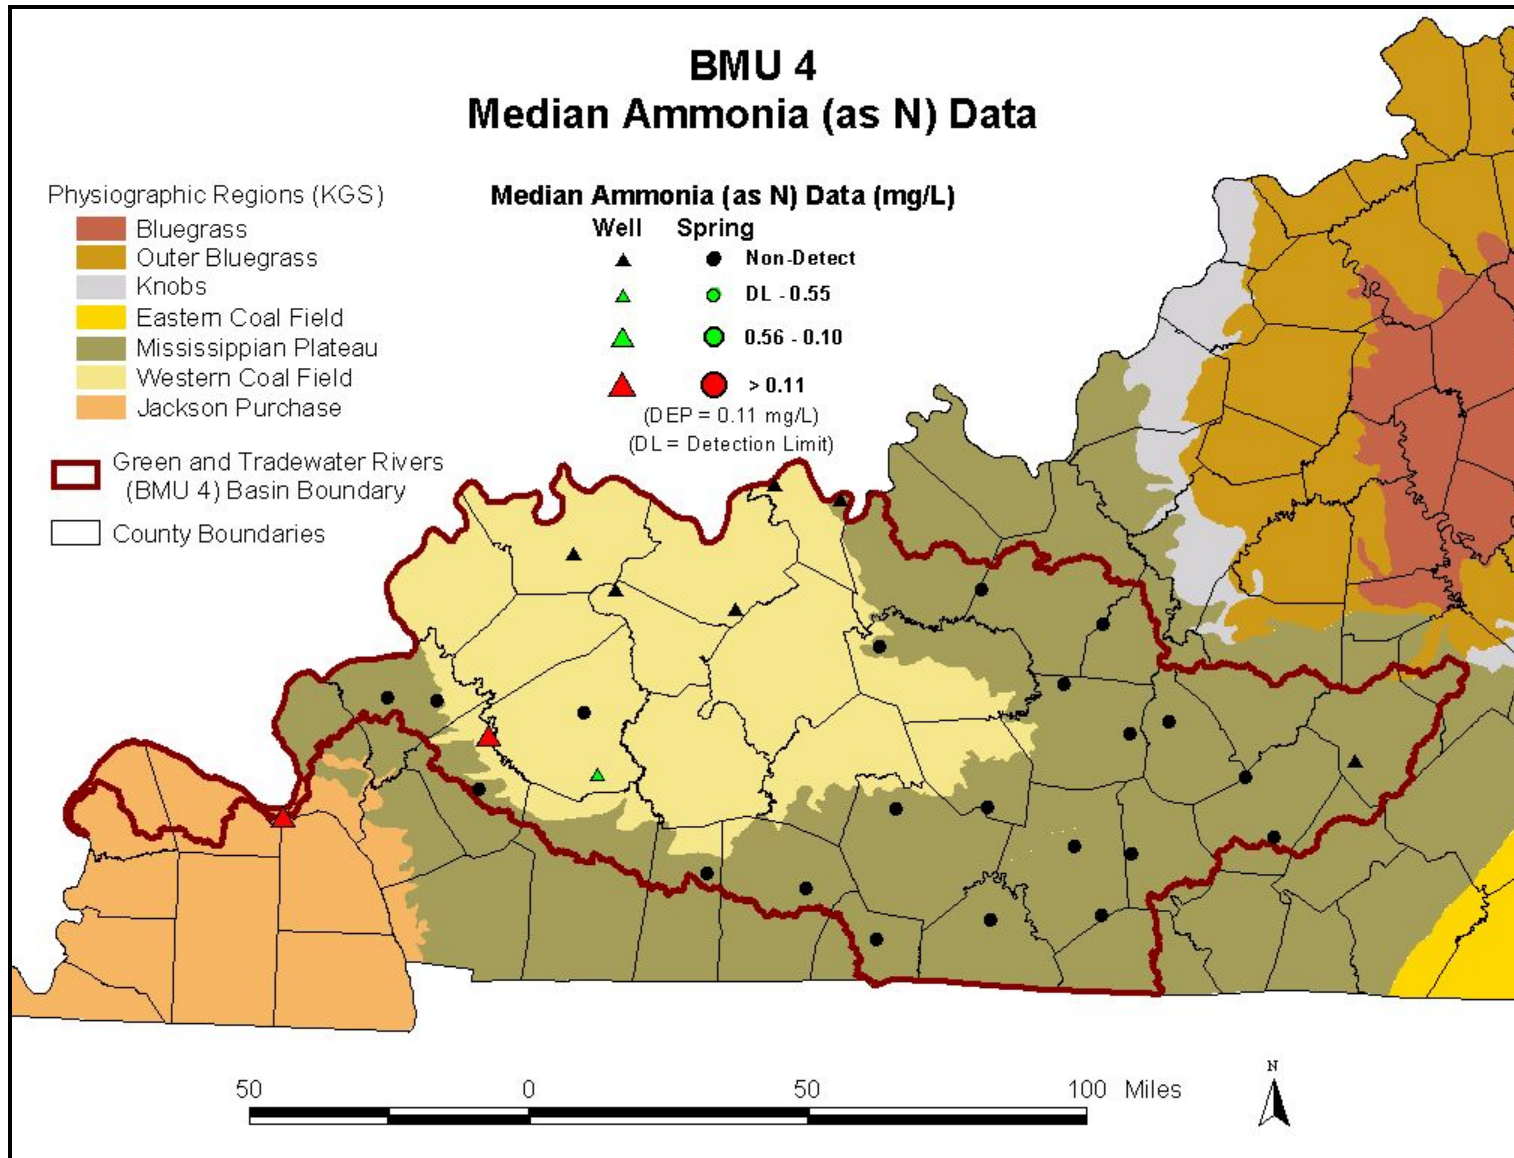 BMU 4
Median Ammonia (as N) Data
Physiographic Regions (KGS)
Bluegrass
Outer Bluegrass
Knobs
Eastern Coal Field
Mississippian Plateau
Western Coal Field
Jackson Purchase
Green and Tradewater Rivers
(BMU 4) Basin Boundary
County Boundaries
Median Ammonia (as N) Data (mg/L)
Well Spring
Non-Detect
DL - 0.55
0.56 - 0.10
> 0.11
(DEP = 0.11 mg/L)
(DL = Detection Limit)
50 0 50 100 Miles
N